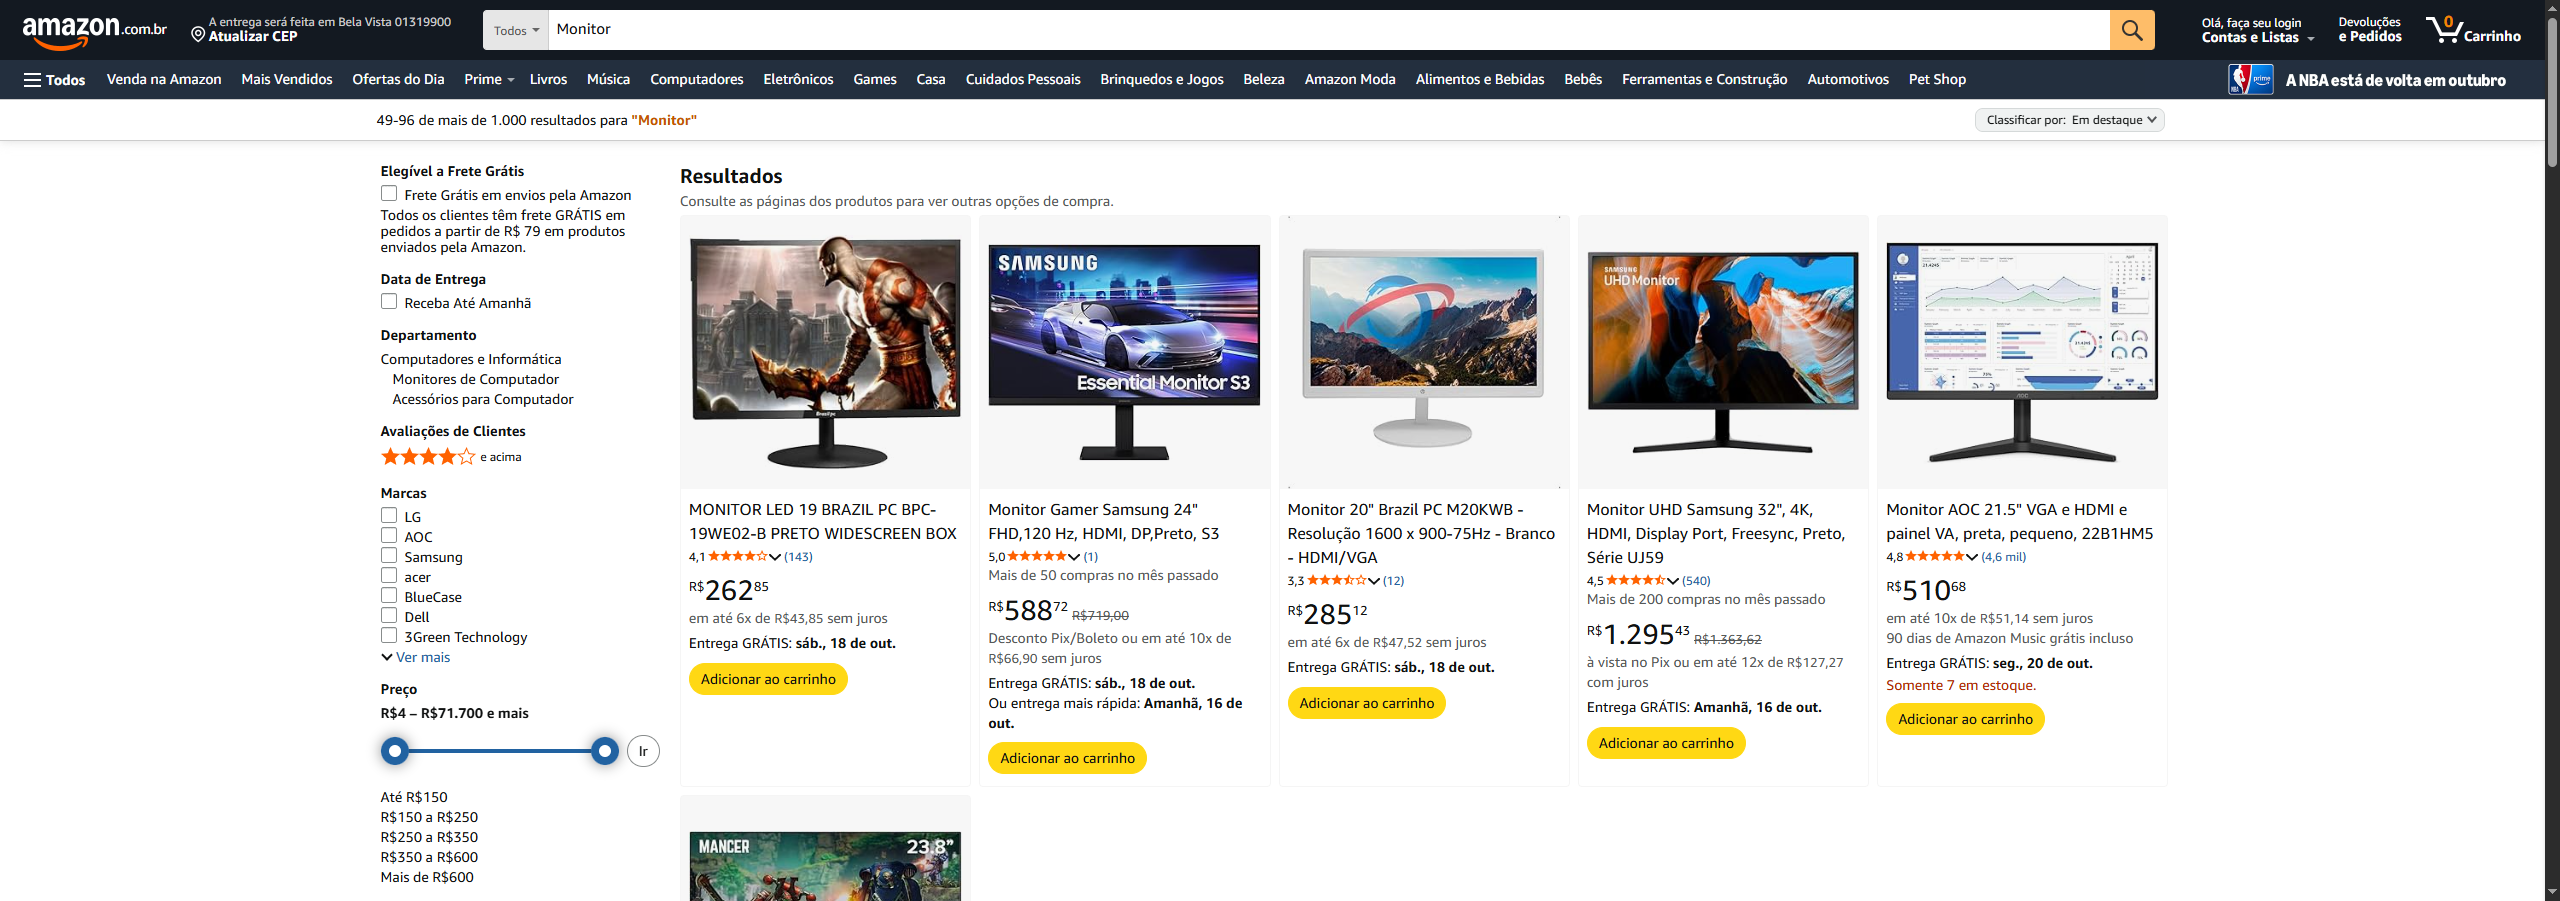 amazon.com.br
A entrega será feita em Bela Vista 01319900
Atualizar CEP
Todos
Monitor
Olá, faça seu login
Contas e Listas
Devoluções
e Pedidos
0
Carrinho
Todos
Venda na Amazon
Mais Vendidos
Ofertas do Dia
Prime
Livros
Música
Computadores
Eletrônicos
Games
Casa
Cuidados Pessoais
Brinquedos e Jogos
Beleza
Amazon Moda
Alimentos e Bebidas
Bebês
Ferramentas e Construção
Automotivos
Pet Shop
prime
A NBA está de volta em outubro
49-96 de mais de 1.000 resultados para "Monitor"
Classificar por: Em destaque
Elegível a Frete Grátis
Frete Grátis em envios pela Amazon
Todos os clientes têm frete GRÁTIS em
pedidos a partir de R$ 79 em produtos
enviados pela Amazon.
Data de Entrega
Receba Até Amanhã
Departamento
Computadores e Informática
Monitores de Computador
Acessórios para Computador
Avaliações de Clientes
e acima
Marcas
LG
AOC
Samsung
acer
BlueCase
Dell
3Green Technology
Ver mais
Preço
R$4 – R$71.700 e mais
Ir
Até R$150
R$150 a R$250
R$250 a R$350
R$350 a R$600
Mais de R$600
Resultados
Consulte as páginas dos produtos para ver outras opções de compra.
Brasil pc
MONITOR LED 19 BRAZIL PC BPC-
19WE02-B PRETO WIDESCREEN BOX
4,1 (143)
R$262 85
em até 6x de R$43,85 sem juros
Entrega GRÁTIS: sáb., 18 de out.
Adicionar ao carrinho
SAMSUNG
Essential Monitor S3
Monitor Gamer Samsung 24"
FHD,120 Hz, HDMI, DP,Preto, S3
5,0 (1)
Mais de 50 compras no mês passado
R$588 72 R$719,00
Desconto Pix/Boleto ou em até 10x de
R$66,90 sem juros
Entrega GRÁTIS: sáb., 18 de out.
Ou entrega mais rápida: Amanhã, 16 de
out.
Adicionar ao carrinho
Monitor 20" Brazil PC M20KWB -
Resolução 1600 x 900-75Hz - Branco
- HDMI/VGA
3,3 (12)
R$285 12
em até 6x de R$47,52 sem juros
Entrega GRÁTIS: sáb., 18 de out.
Adicionar ao carrinho
SAMSUNG
UHD Monitor
Monitor UHD Samsung 32", 4K,
HDMI, Display Port, Freesync, Preto,
Série UJ59
4,5 (540)
Mais de 200 compras no mês passado
R$1.295 43 R$1.363,62
à vista no Pix ou em até 12x de R$127,27
com juros
Entrega GRÁTIS: Amanhã, 16 de out.
Adicionar ao carrinho
AOC
Monitor AOC 21.5" VGA e HDMI e
painel VA, preta, pequeno, 22B1HM5
4,8 (4,6 mil)
R$510 68
em até 10x de R$51,14 sem juros
90 dias de Amazon Music grátis incluso
Entrega GRÁTIS: seg., 20 de out.
Somente 7 em estoque.
Adicionar ao carrinho
MANCER
23.8"